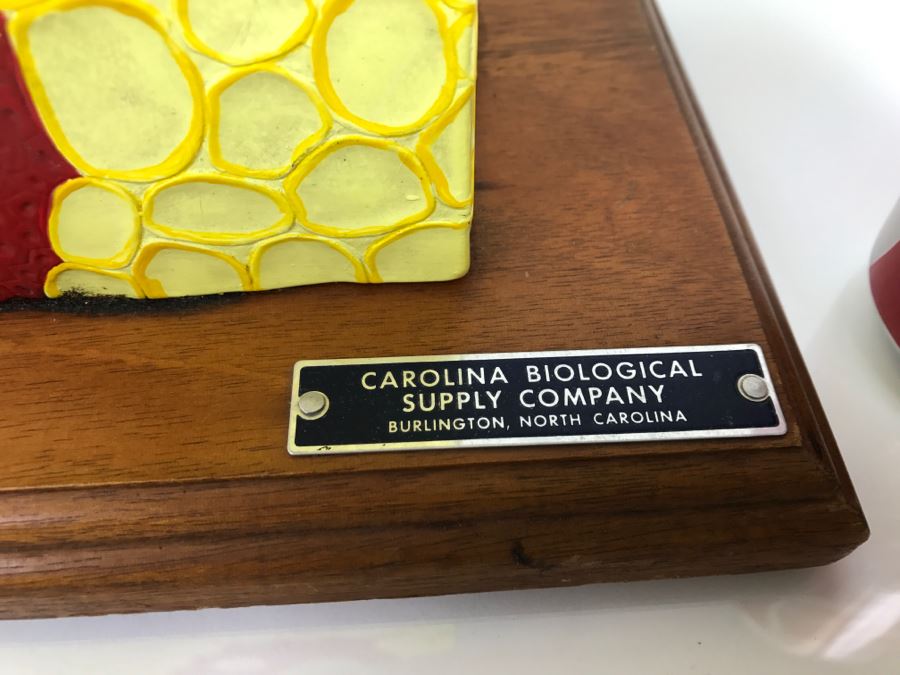 CAROLINA BIOLOGICAL
SUPPLY COMPANY
BURLINGTON, NORTH CAROLINA